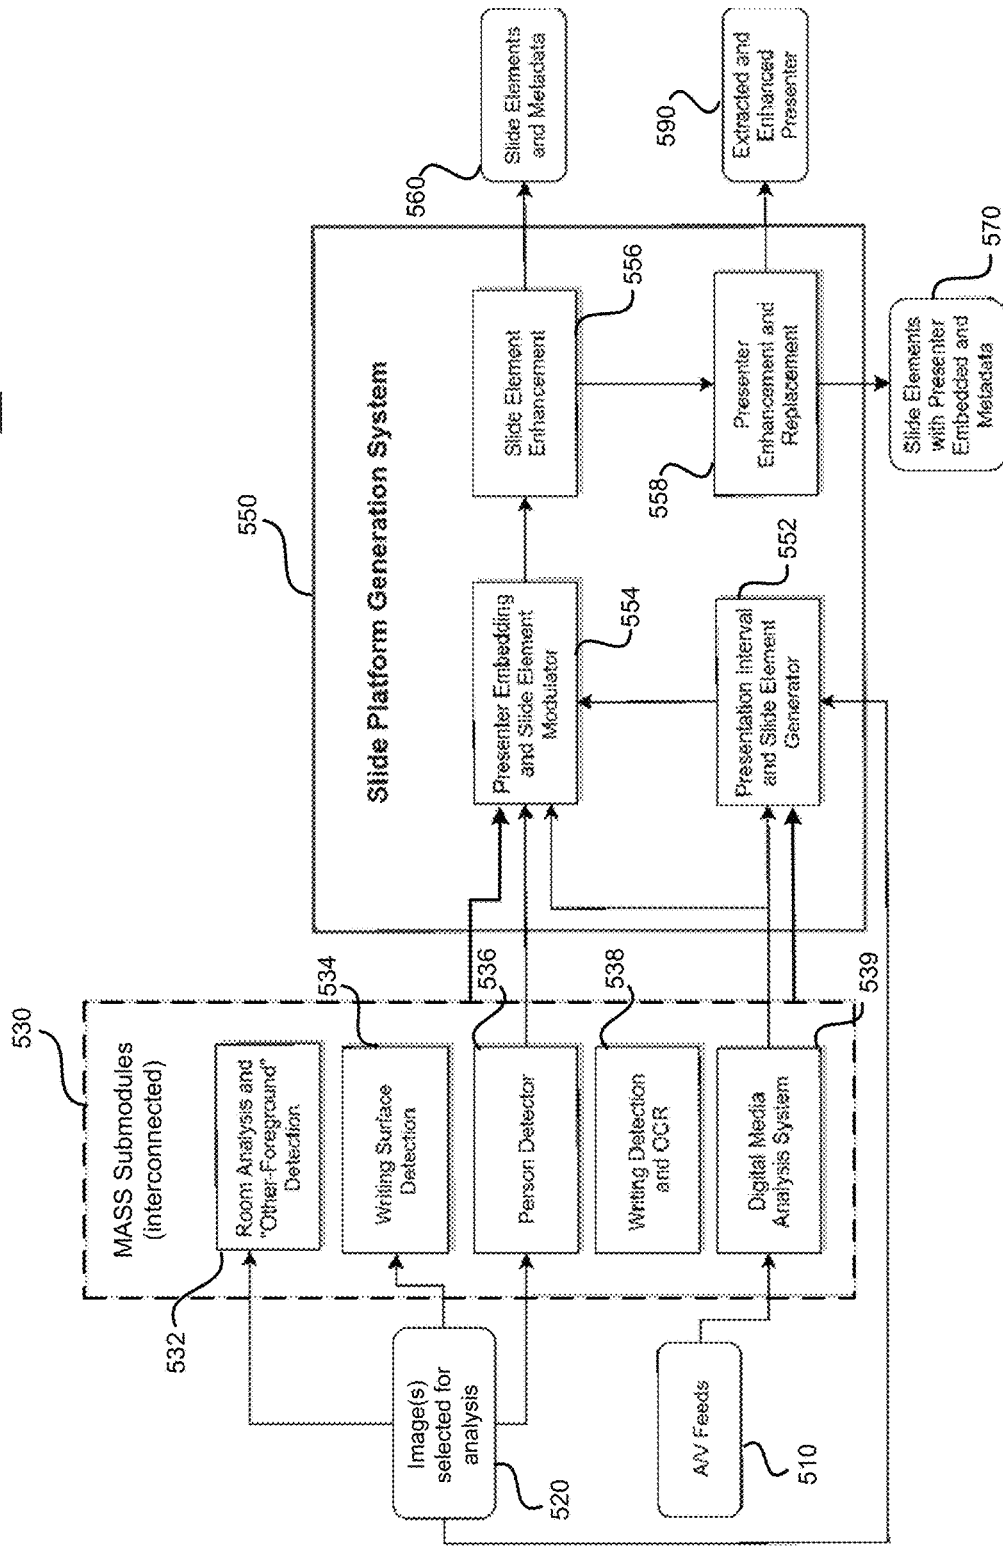 530
MASS Submodules
(interconnected)
532
Room Analysis and
"Other-Foreground"
Detection
534
Writing Surface
Detection
536
Person Detector
538
Writing Detection
and OCR
539
Digital Media
Analysis System
Image(s)
selected for
analysis
520
A/V Feeds
510
550
Slide Platform Generation System
Presenter Embedding
and Slide Element
Modulator
554
Presentation Interval
and Slide Element
Generator
552
Slide Element
Enhancement
556
Presenter
Enhancement and
Replacement
558
Slide Elements
and Metadata
560
Extracted and
Enhanced
Presenter
590
Slide Elements
with Presenter
Embedded and
Metadata
570